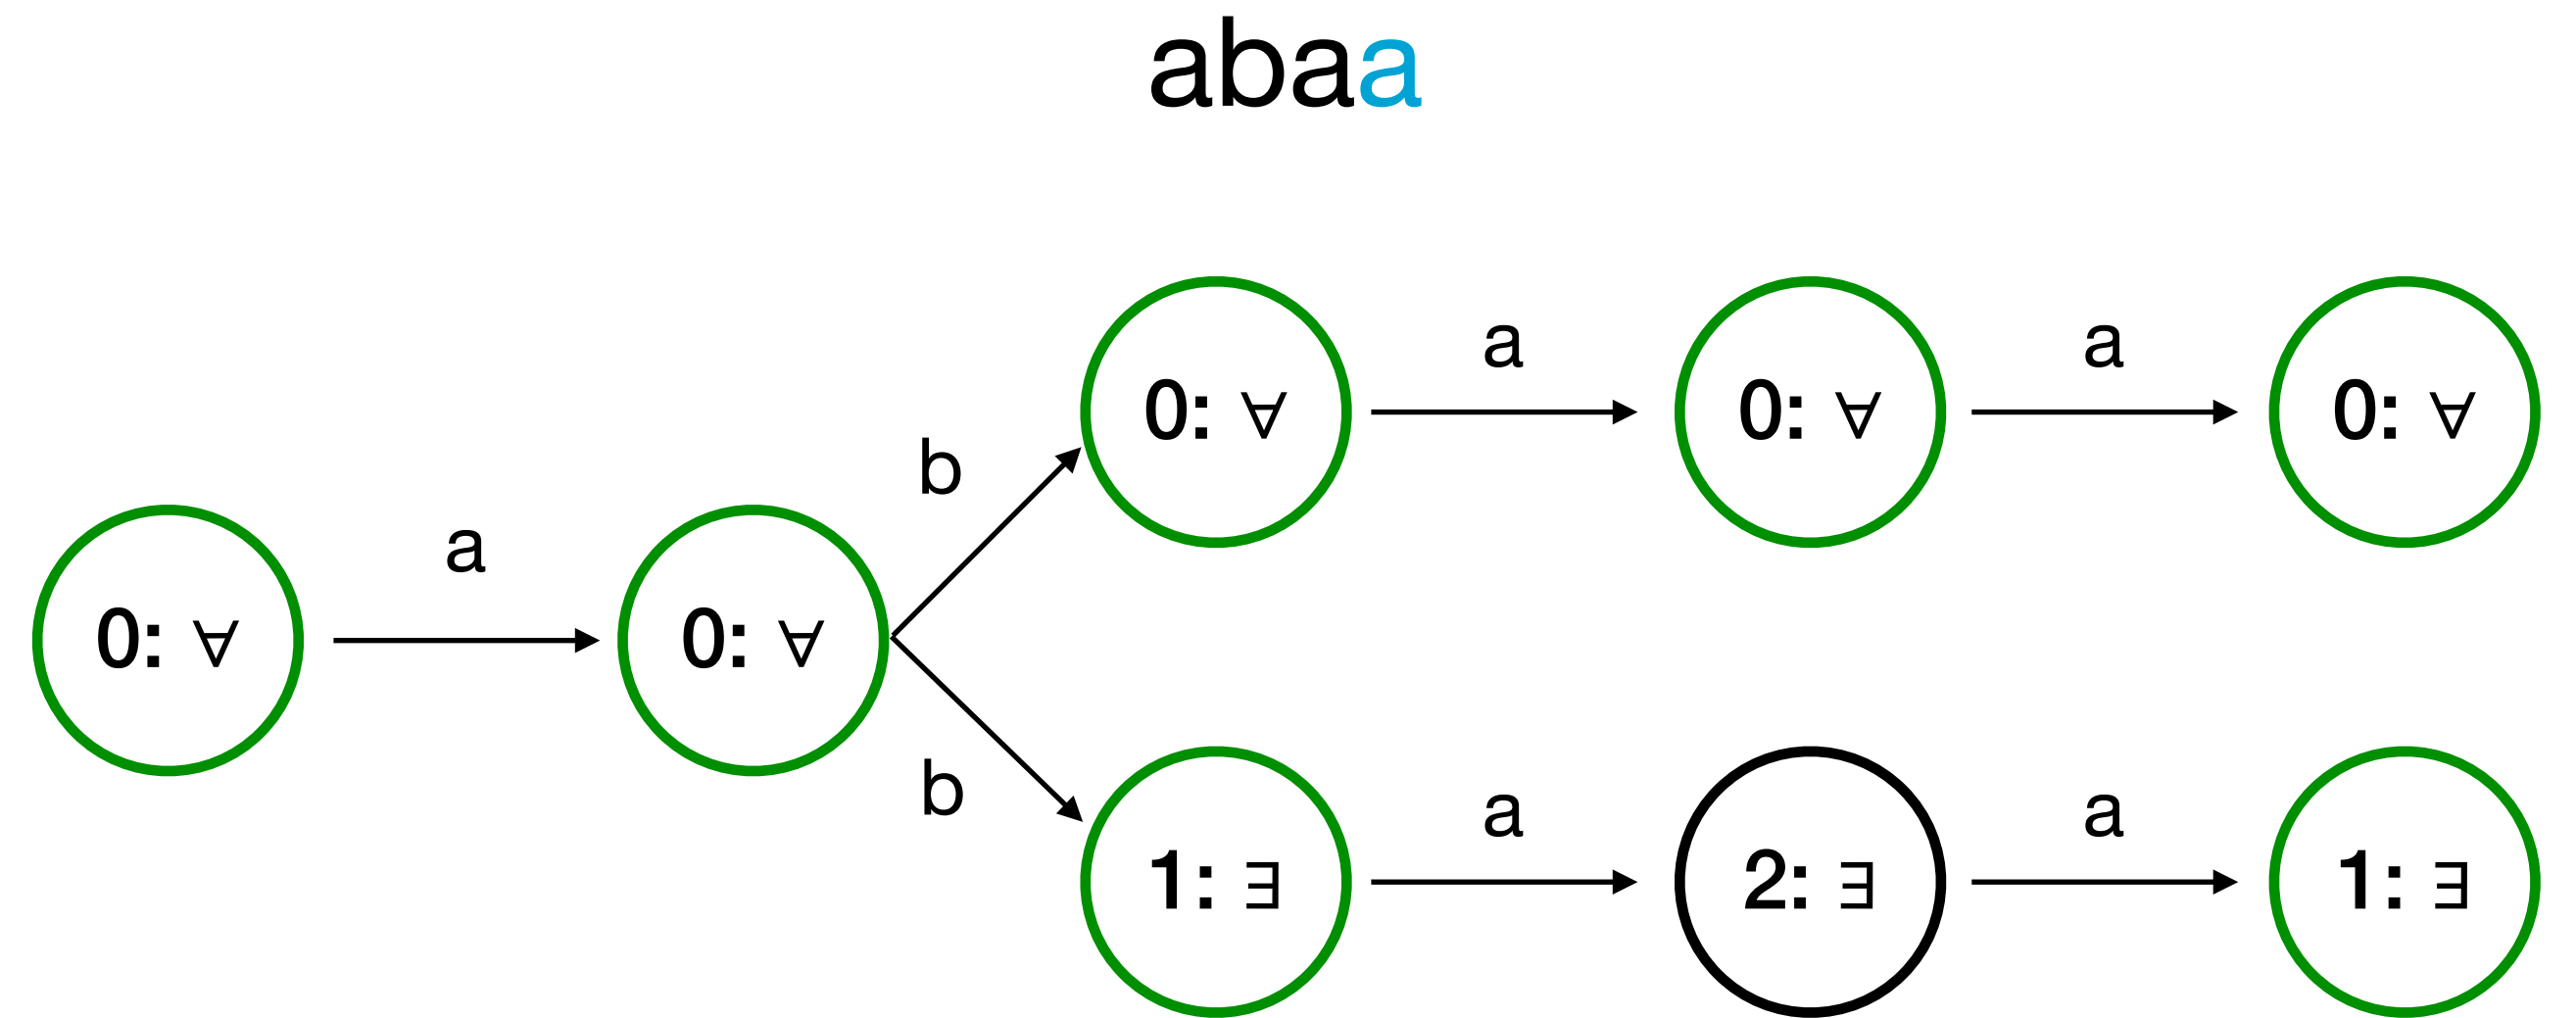 abaa
b a a
0: ∀ 0: ∀ 0: ∀
a
0: ∀ 0: ∀
b a a
1: ∃ 2: ∃ 1: ∃